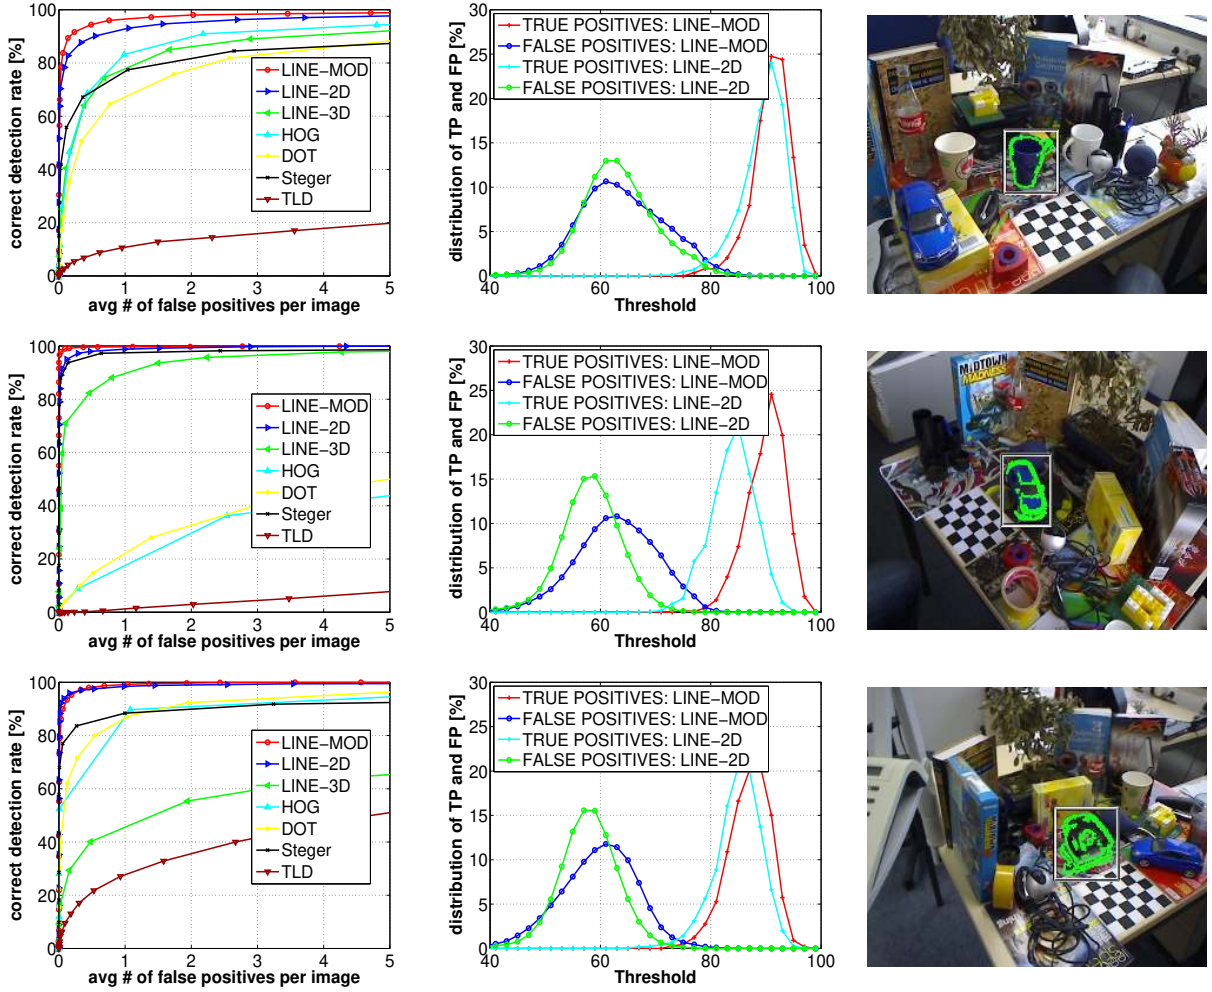 correct detection rate [%]
100
80
60
40
20
0
LINE-MOD
LINE-2D
LINE-3D
HOG
DOT
Steger
TLD
0 1 2 3 4 5
avg # of false positives per image
distribution of TP and FP [%]
30
25
20
15
10
5
0
TRUE POSITIVES: LINE-MOD
FALSE POSITIVES: LINE-MOD
TRUE POSITIVES: LINE-2D
FALSE POSITIVES: LINE-2D
40 60 80 100
Threshold
correct detection rate [%]
100
80
60
40
20
0
LINE-MOD
LINE-2D
LINE-3D
HOG
DOT
Steger
TLD
0 1 2 3 4 5
avg # of false positives per image
distribution of TP and FP [%]
30
25
20
15
10
5
0
TRUE POSITIVES: LINE-MOD
FALSE POSITIVES: LINE-MOD
TRUE POSITIVES: LINE-2D
FALSE POSITIVES: LINE-2D
40 60 80 100
Threshold
MIDTOWN
MADNESS
correct detection rate [%]
100
80
60
40
20
0
LINE-MOD
LINE-2D
LINE-3D
HOG
DOT
Steger
TLD
0 1 2 3 4 5
avg # of false positives per image
distribution of TP and FP [%]
30
25
20
15
10
5
0
TRUE POSITIVES: LINE-MOD
FALSE POSITIVES: LINE-MOD
TRUE POSITIVES: LINE-2D
FALSE POSITIVES: LINE-2D
40 60 80 100
Threshold